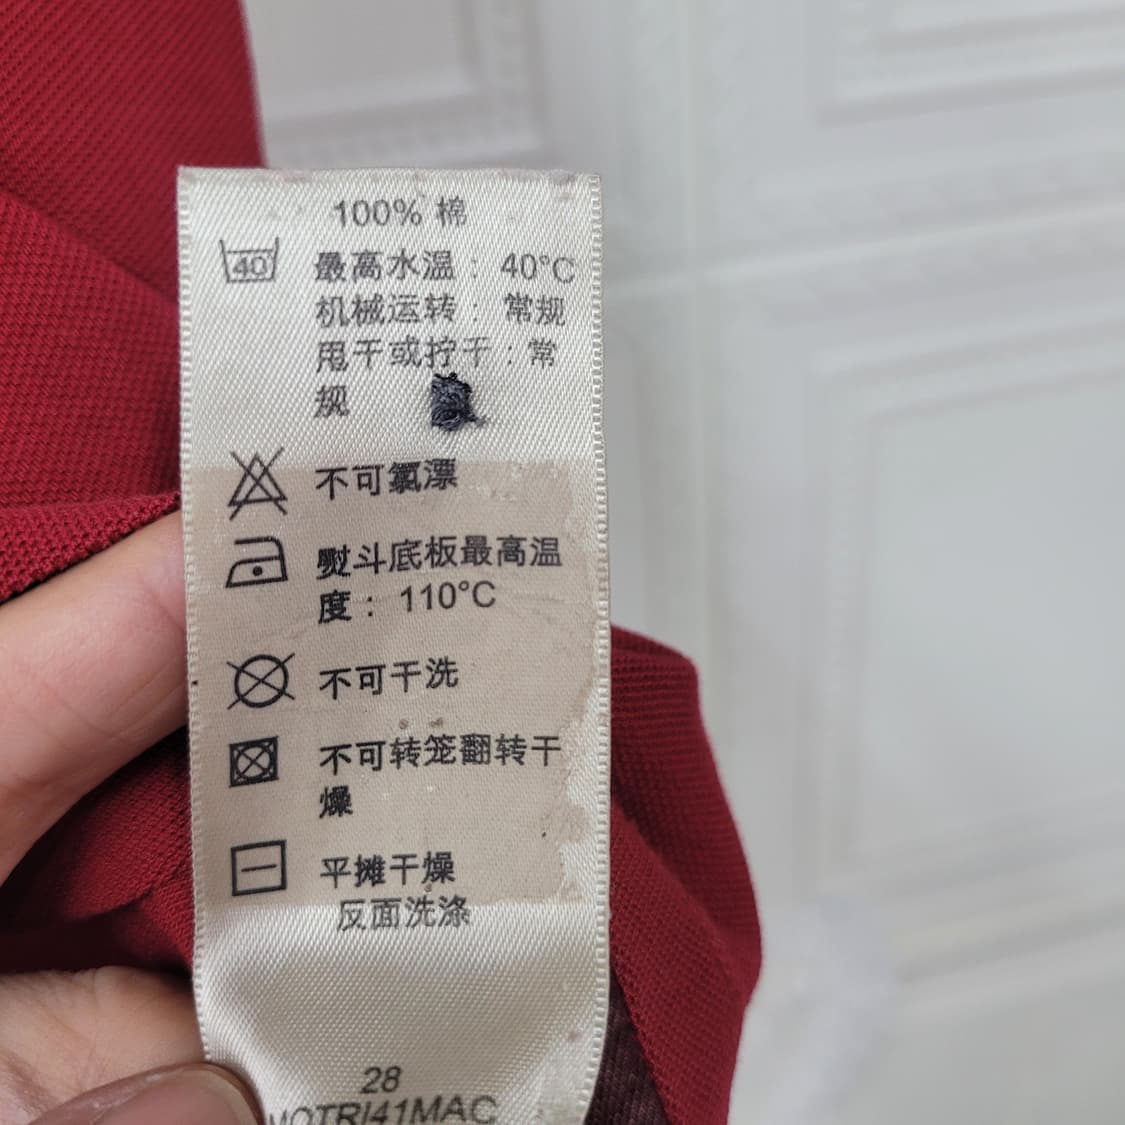 100% 棉
40
最高水温： 40°C
机械运转： 常规
甩干或拧干：常
规
不可氯漂
熨斗底板最高温
度： 110°C
不可干洗
不可转笼翻转干
燥
平摊干燥
反面洗涤
28
MOTRI41MAC